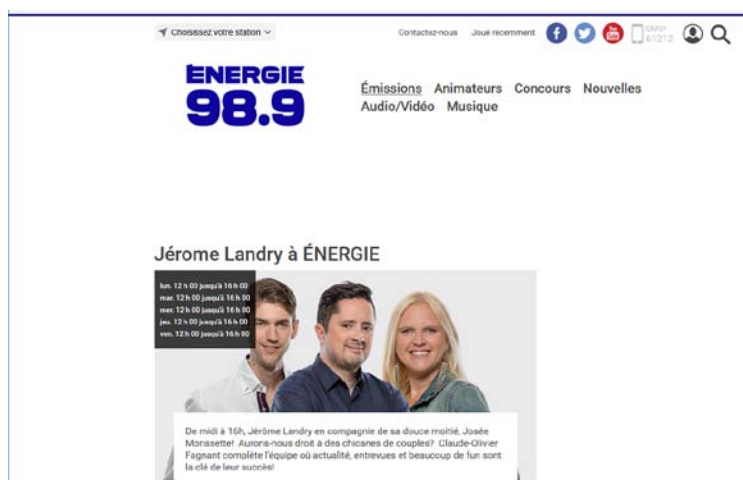 Choisissez votre station
Contactez-nous Joué recemment
SMS*
61212
ÉNERGIE
98.9
Émissions Animateurs Concours Nouvelles
Audio/Vidéo Musique
Jérome Landry à ÉNERGIE
lun. 12 h 00 jusqu'à 16 h 00
mar. 12 h 00 jusqu'à 16 h 00
mer. 12 h 00 jusqu'à 16 h 00
jeu. 12 h 00 jusqu'à 16 h 00
ven. 12 h 00 jusqu'à 16 h 00
De midi à 16h, Jérôme Landry en compagnie de sa douce moitié, Josée
Morissette! Aurons-nous droit à des chicanes de couples? Claude-Olivier
Fagnant complète l'équipe où actualité, entrevues et beaucoup de fun sont
la clé de leur succès!